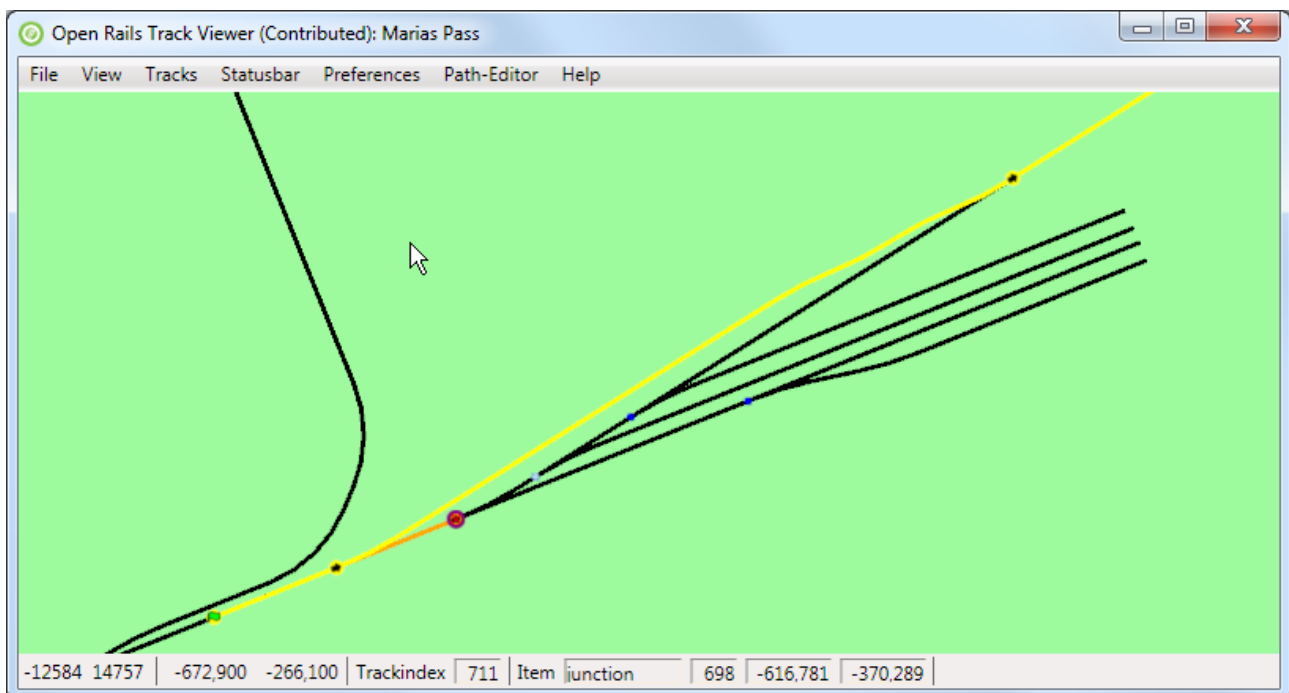 Open Rails Track Viewer (Contributed): Marias Pass
File View Tracks Statusbar Preferences Path-Editor Help
-12584 14757 -672,900 -266,100 Trackindex 711 Item junction 698 -616,781 -370,289